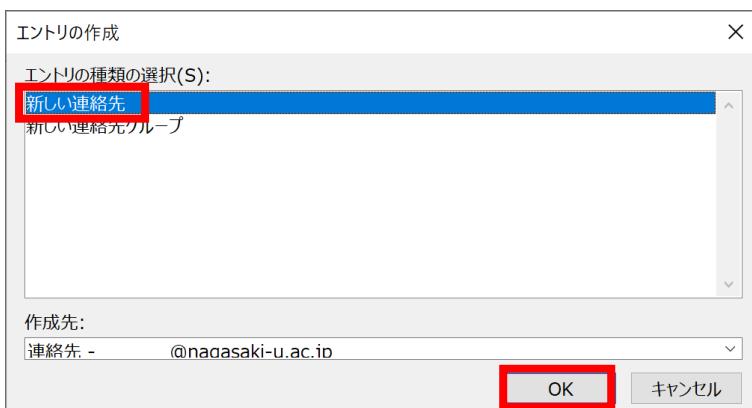 エントリの作成
エントリの種類の選択(S):
新しい連絡先
新しい連絡先グループ
作成先:
連絡先 - @nagasaki-u.ac.jp
OK キャンセル